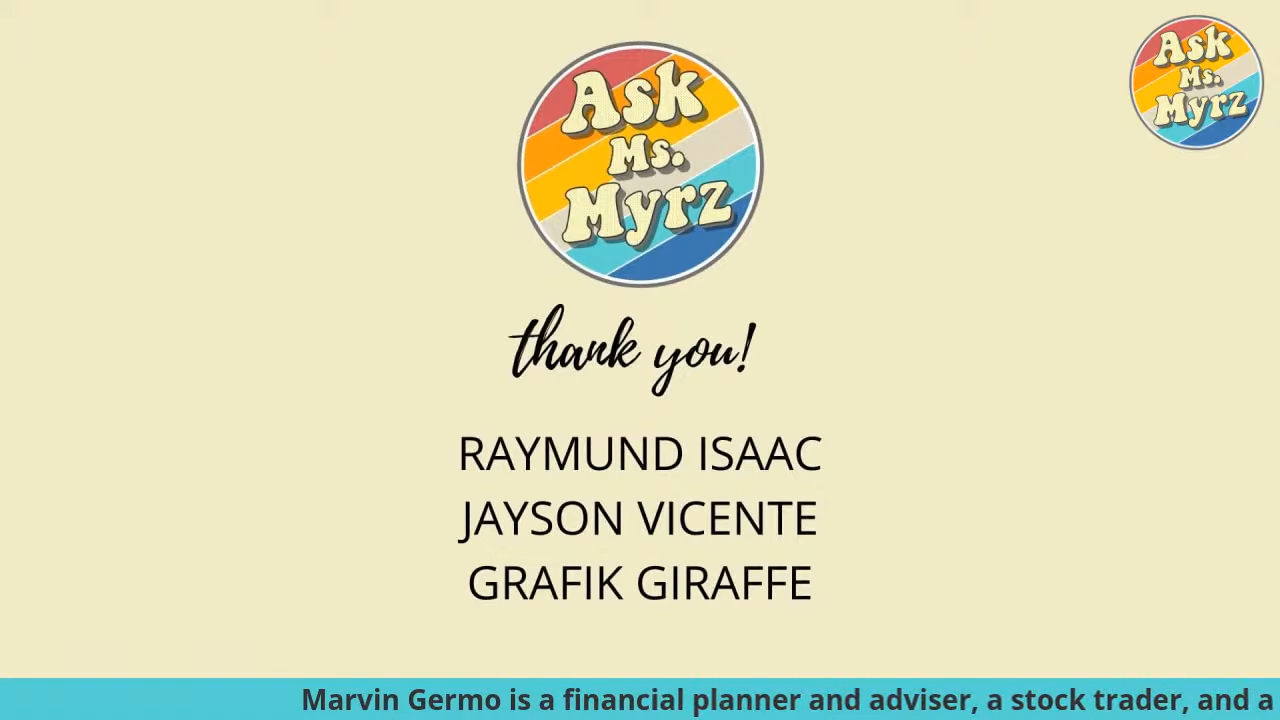 Ask
Ms.
Myrz
Ask
Ms.
Myrz
thank you!
RAYMUND ISAAC
JAYSON VICENTE
GRAFIK GIRAFFE
Marvin Germo is a financial planner and adviser, a stock trader, and a